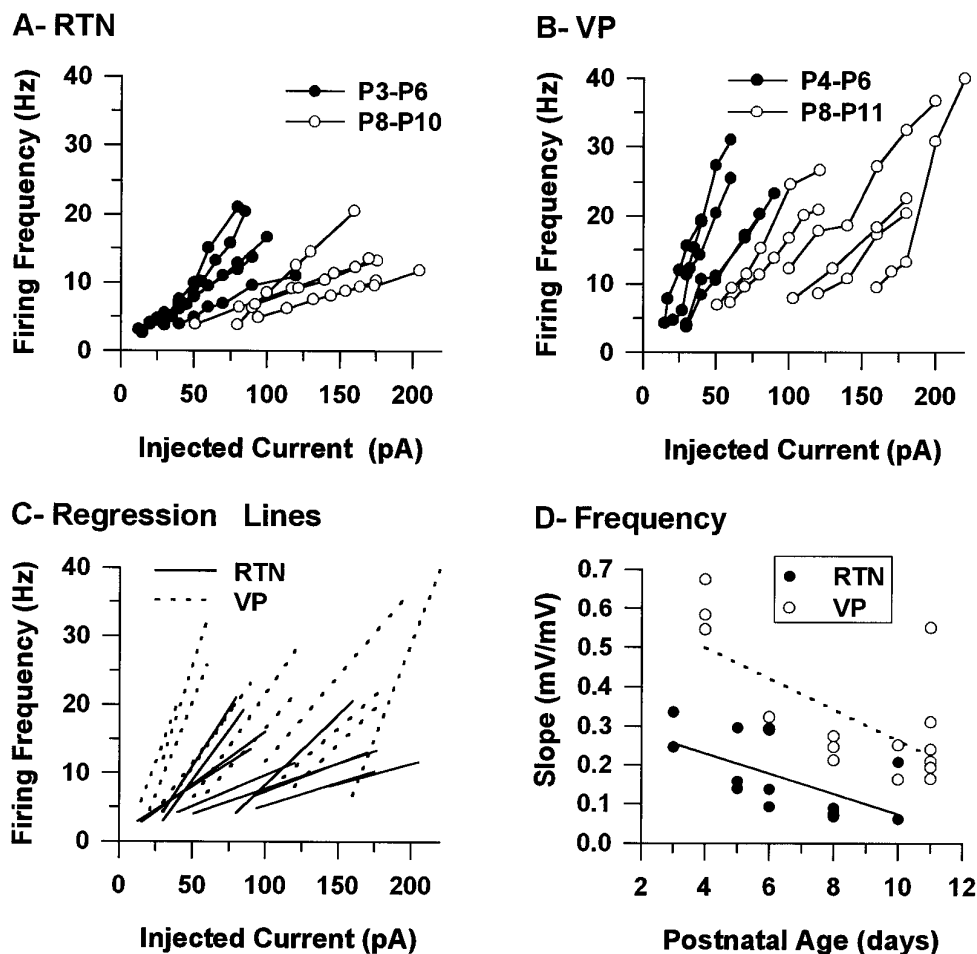 A- RTN
Firing Frequency (Hz)
40
30
20
10
0
P3-P6
P8-P10
0 50 100 150 200
Injected Current (pA)
B- VP
Firing Frequency (Hz)
40
30
20
10
0
P4-P6
P8-P11
0 50 100 150 200
Injected Current (pA)
C- Regression Lines
Firing Frequency (Hz)
40
30
20
10
0
RTN
VP
0 50 100 150 200
Injected Current (pA)
D- Frequency
Slope (mV/mV)
0.7
0.6
0.5
0.4
0.3
0.2
0.1
0.0
RTN
VP
2 4 6 8 10 12
Postnatal Age (days)